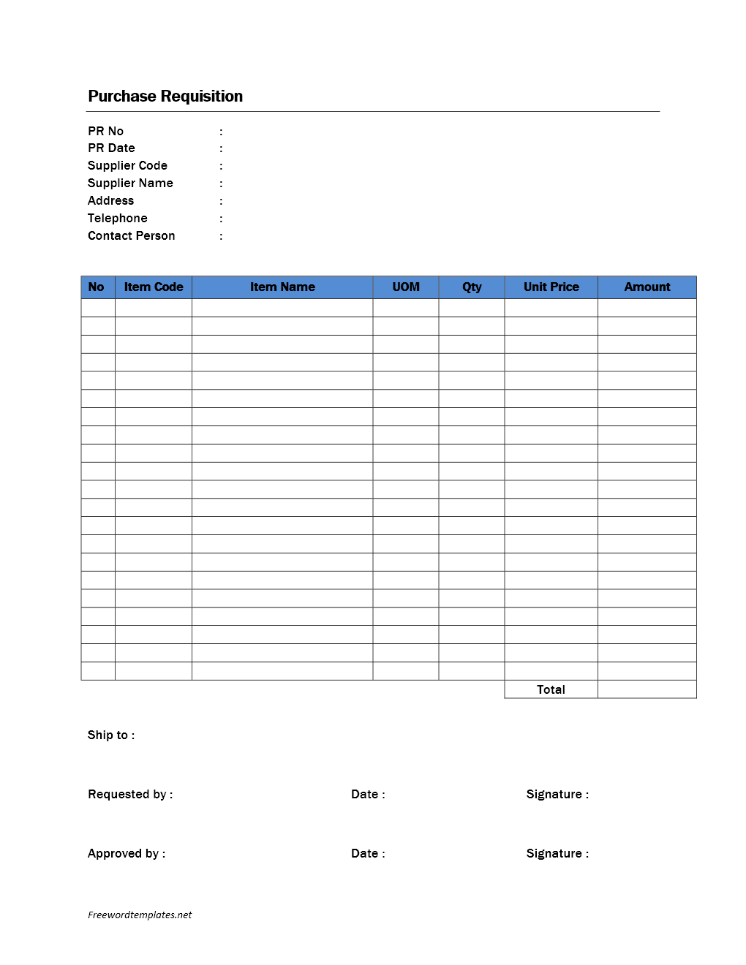 Purchase Requisition
PR No :
PR Date :
Supplier Code :
Supplier Name :
Address :
Telephone :
Contact Person :
No Item Code Item Name UOM Qty Unit Price Amount
Total
Ship to :
Requested by : Date : Signature :
Approved by : Date : Signature :
Freewordtemplates.net